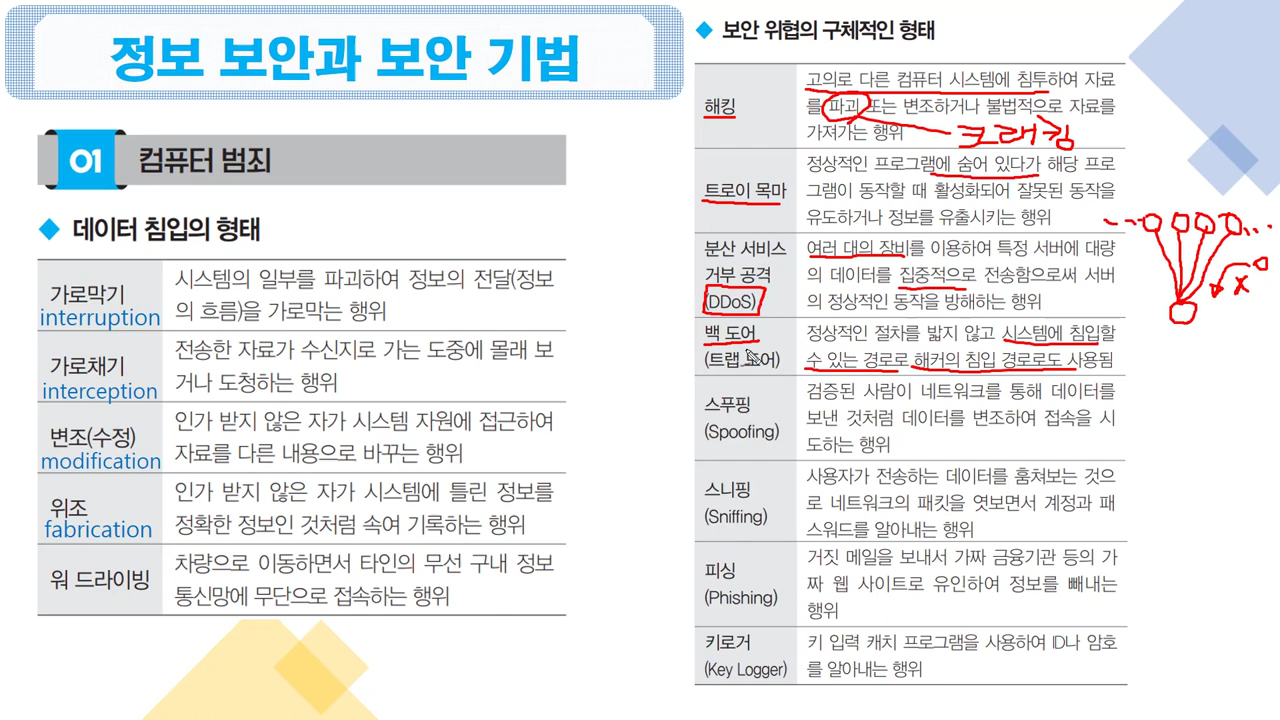 정보 보안과 보안 기법
01 컴퓨터 범죄
데이터 침입의 형태
가로막기
interruption
시스템의 일부를 파괴하여 정보의 전달(정보
의 흐름)을 가로막는 행위
가로채기
interception
전송한 자료가 수신지로 가는 도중에 몰래 보
거나 도청하는 행위
변조(수정)
modification
인가 받지 않은 자가 시스템 자원에 접근하여
자료를 다른 내용으로 바꾸는 행위
위조
fabrication
인가 받지 않은 자가 시스템에 틀린 정보를
정확한 정보인 것처럼 속여 기록하는 행위
워 드라이빙
차량으로 이동하면서 타인의 무선 구내 정보
통신망에 무단으로 접속하는 행위
보안 위협의 구체적인 형태
해킹
고의로 다른 컴퓨터 시스템에 침투하여 자료
를 파괴 또는 변조하거나 불법적으로 자료를
가져가는 행위
크래킹
트로이 목마
정상적인 프로그램에 숨어 있다가 해당 프로
그램이 동작할 때 활성화되어 잘못된 동작을
유도하거나 정보를 유출시키는 행위
분산 서비스
거부 공격
(DDoS)
여러 대의 장비를 이용하여 특정 서버에 대량
의 데이터를 집중적으로 전송함으로써 서버
의 정상적인 동작을 방해하는 행위
백 도어
(트랩 도어)
정상적인 절차를 밟지 않고 시스템에 침입할
수 있는 경로로 해커의 침입 경로로도 사용됨
스푸핑
(Spoofing)
검증된 사람이 네트워크를 통해 데이터를
보낸 것처럼 데이터를 변조하여 접속을 시
도하는 행위
스니핑
(Sniffing)
사용자가 전송하는 데이터를 훔쳐보는 것으
로 네트워크의 패킷을 엿보면서 계정과 패
스워드를 알아내는 행위
피싱
(Phishing)
거짓 메일을 보내서 가짜 금융기관 등의 가
짜 웹 사이트로 유인하여 정보를 빼내는
행위
키로거
(Key Logger)
키 입력 캐치 프로그램을 사용하여 ID나 암호
를 알아내는 행위